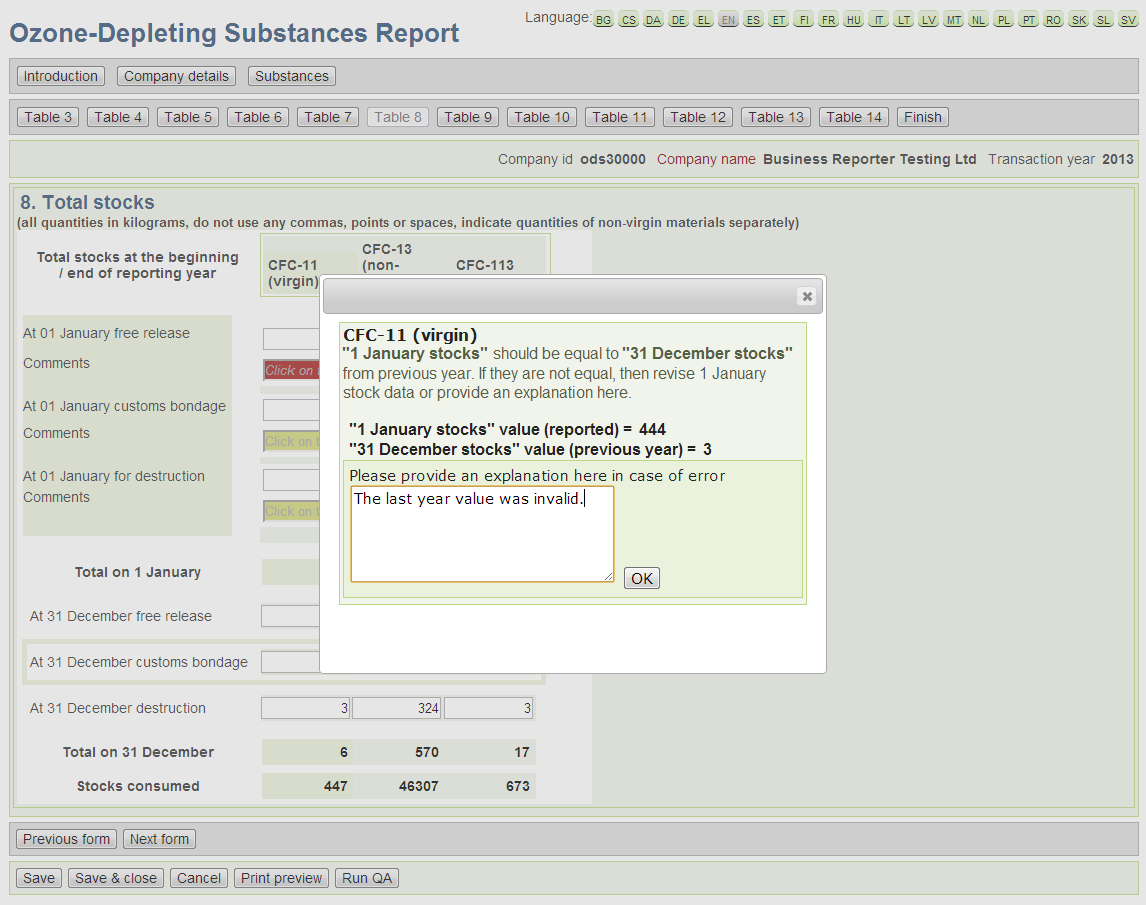 Language: BG CS DA DE EL EN ES ET FI FR HU IT LT LV MT NL PL PT RO SK SL SV
Ozone-Depleting Substances Report
Introduction Company details Substances
Table 3 Table 4 Table 5 Table 6 Table 7 Table 8 Table 9 Table 10 Table 11 Table 12 Table 13 Table 14 Finish
Company id ods30000 Company name Business Reporter Testing Ltd Transaction year 2013
8. Total stocks
(all quantities in kilograms, do not use any commas, points or spaces, indicate quantities of non-virgin materials separately)
Total stocks at the beginning
/ end of reporting year
CFC-11
(virgin)
CFC-13
(non-
CFC-113
At 01 January free release
Comments
Click on t
At 01 January customs bondage
Comments
Click on t
At 01 January for destruction
Comments
Click on t
Total on 1 January
At 31 December free release
At 31 December customs bondage
At 31 December destruction 3 324 3
Total on 31 December 6 570 17
Stocks consumed 447 46307 673
CFC-11 (virgin)
"1 January stocks" should be equal to "31 December stocks"
from previous year. If they are not equal, then revise 1 January
stock data or provide an explanation here.
"1 January stocks" value (reported) = 444
"31 December stocks" value (previous year) = 3
Please provide an explanation here in case of error
The last year value was invalid.
OK
Previous form Next form
Save Save & close Cancel Print preview Run QA